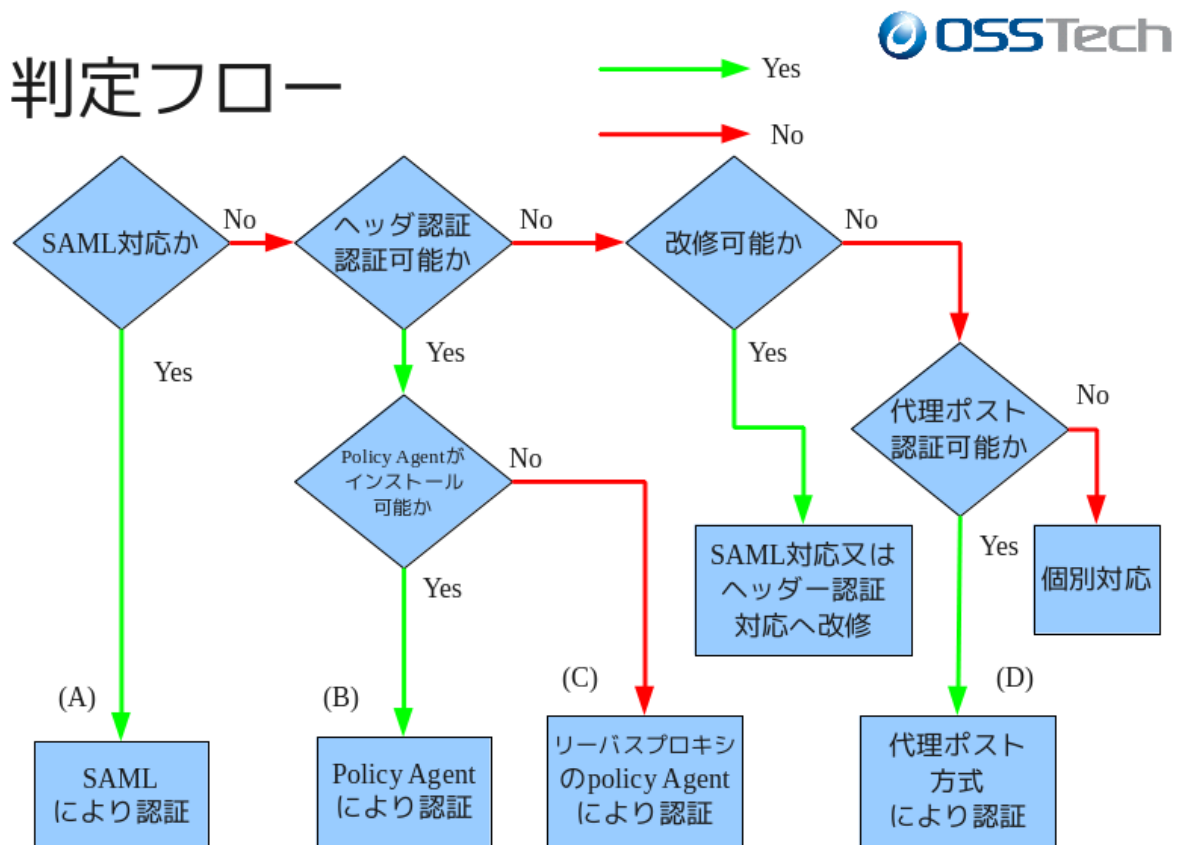 OSSTech
判定フロー
Yes
No
SAML対応か
No
ヘッダ認証
認証可能か
No
改修可能か
No
Yes
Yes
Yes
代理ポスト
認証可能か
No
Policy Agentが
インストール
可能か
No
Yes
SAML対応又は
ヘッダー認証
対応へ改修
Yes
個別対応
(A)
SAML
により認証
(B)
Policy Agent
により認証
(C)
リーバスプロキシ
のpolicy Agent
により認証
(D)
代理ポスト
方式
により認証